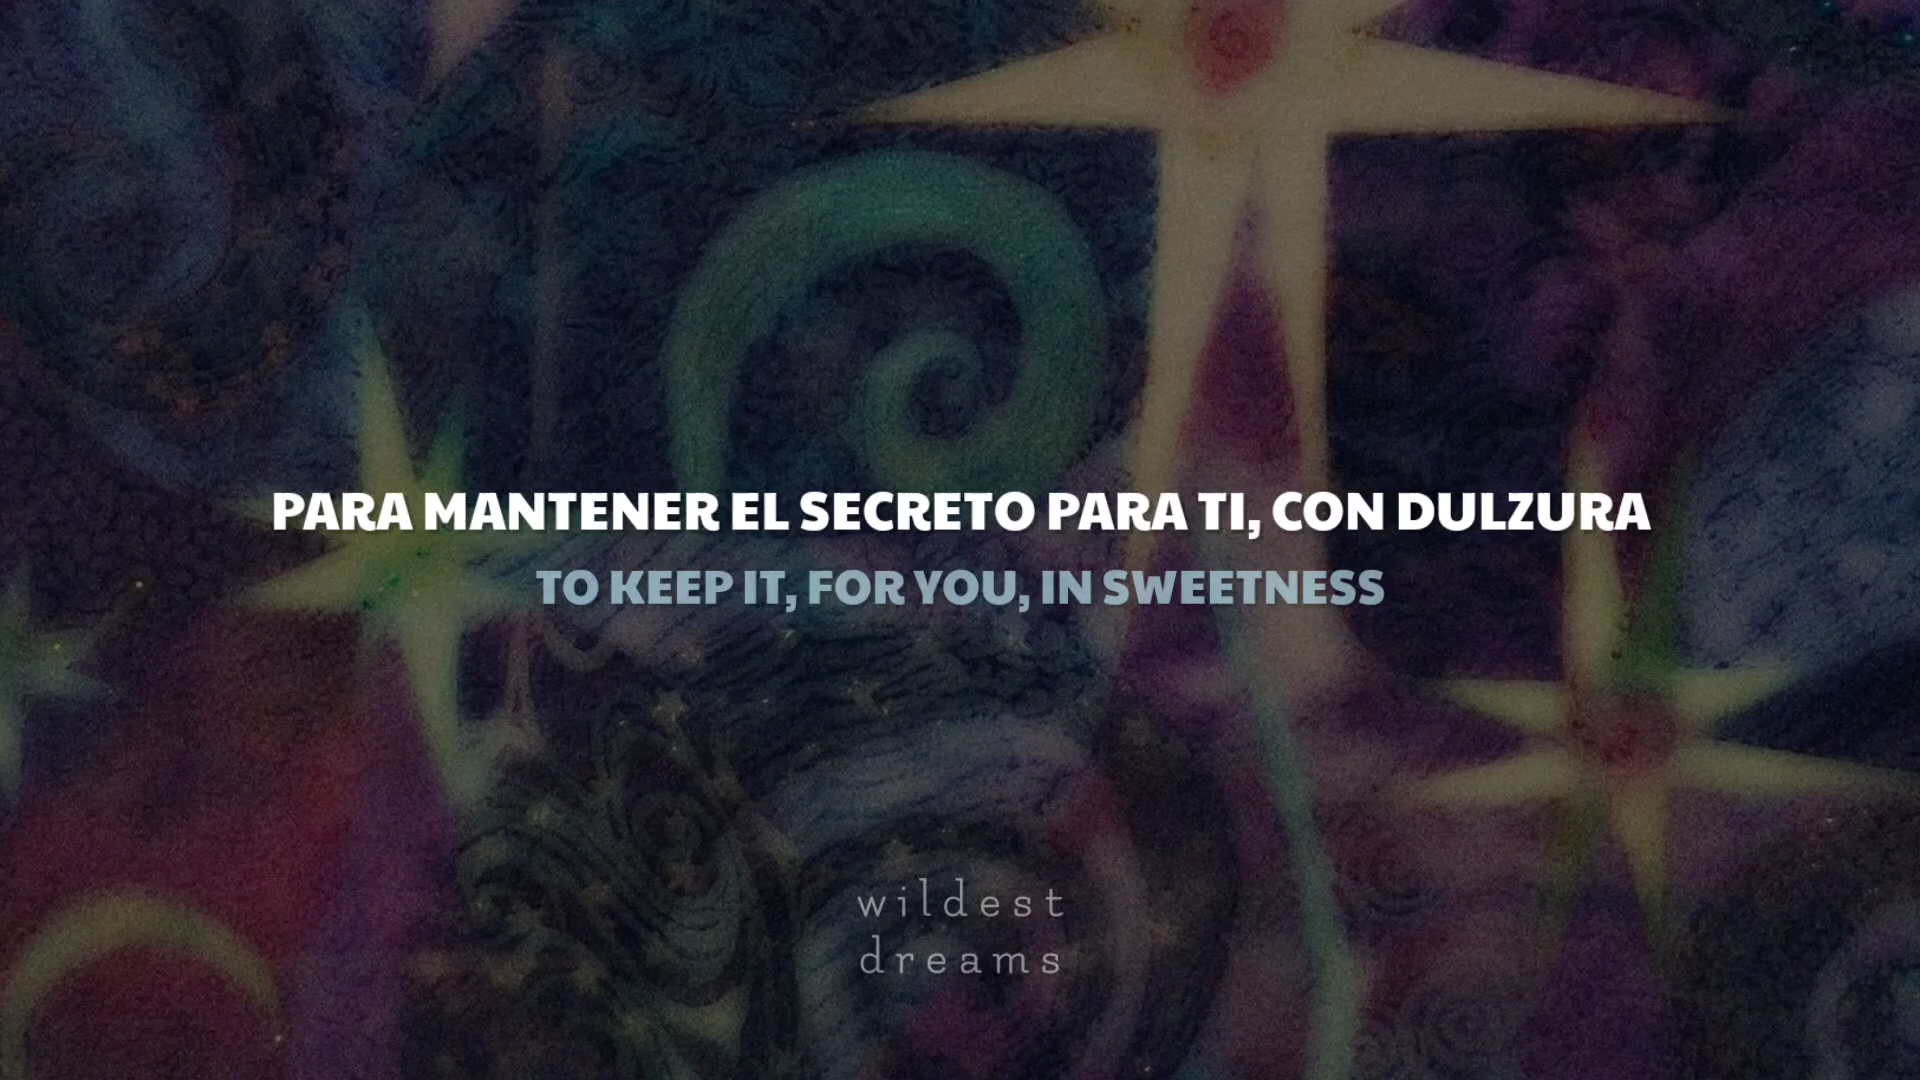 PARA MANTENER EL SECRETO PARA TI, CON DULZURA
TO KEEP IT, FOR YOU, IN SWEETNESS
wildest
dreams